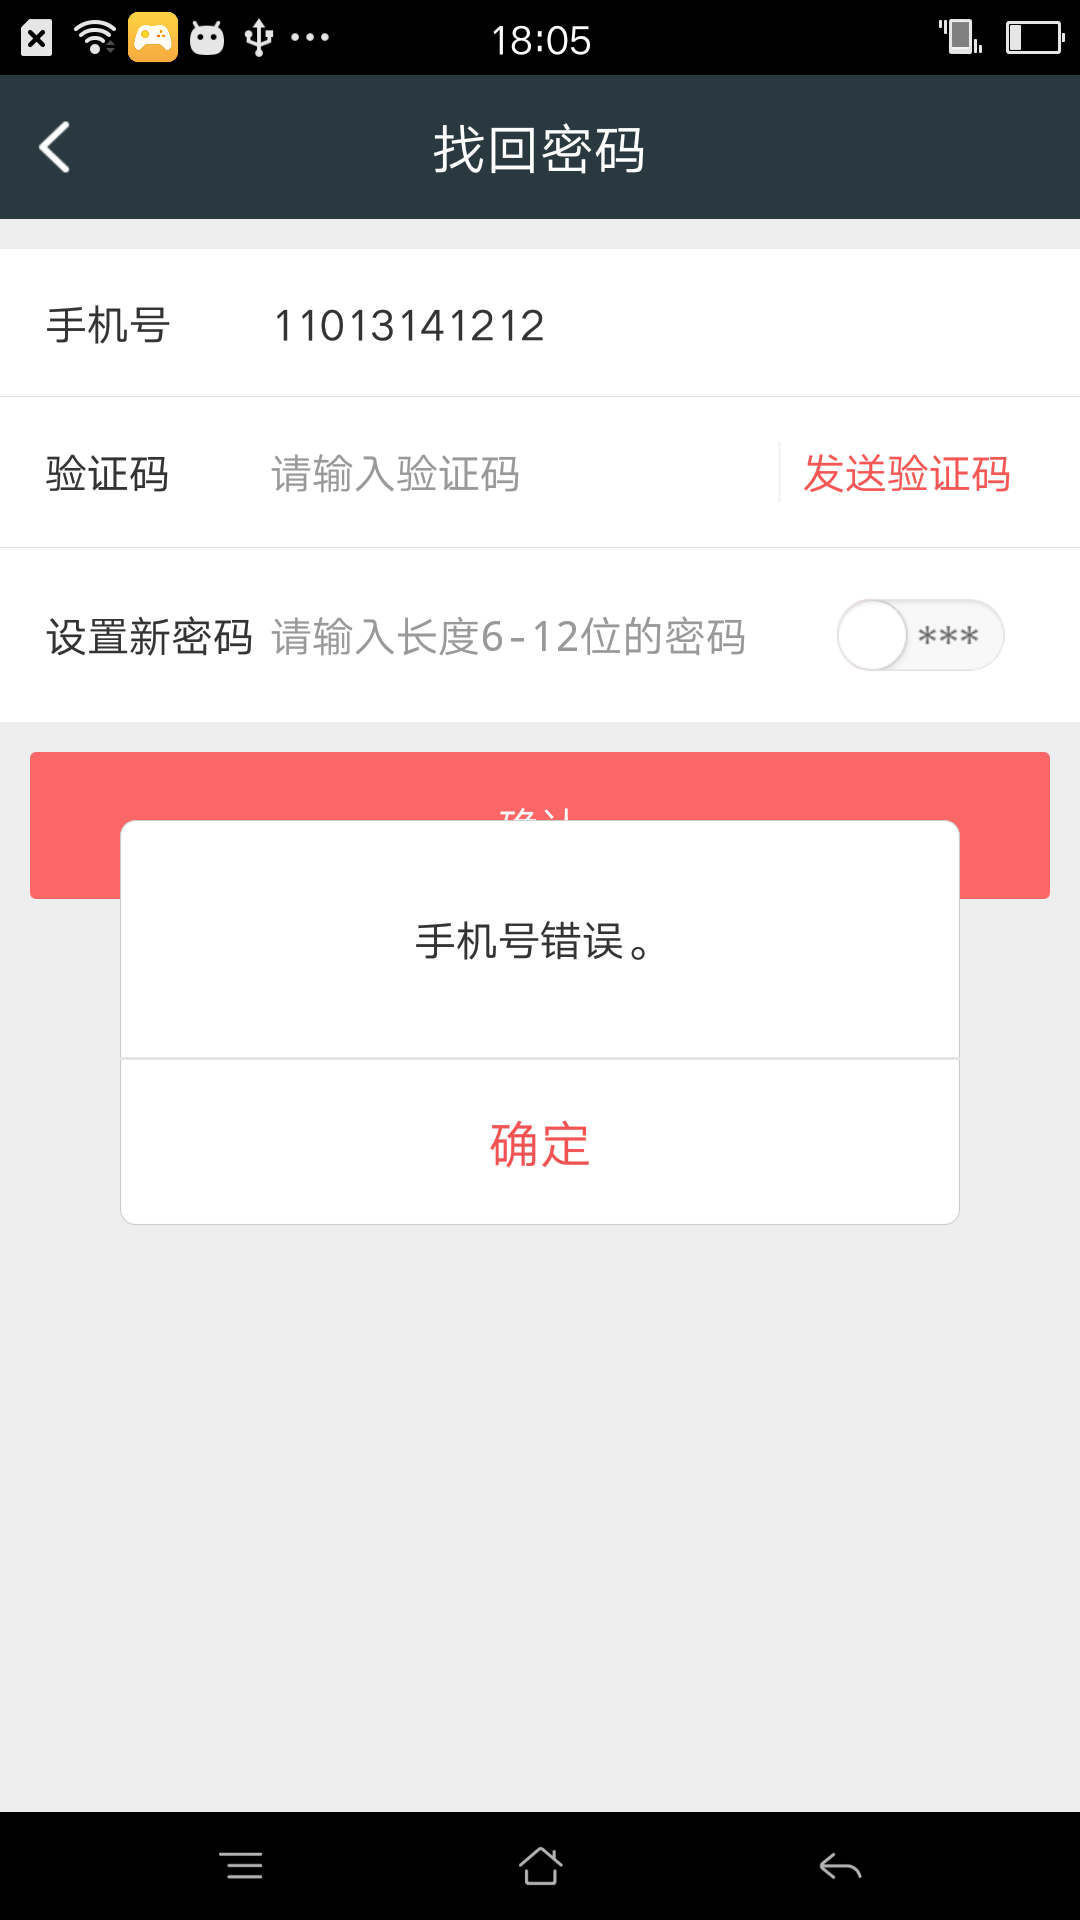 18:05
找回密码
手机号 11013141212
验证码 请输入验证码 发送验证码
设置新密码 请输入长度6-12位的密码 ***
手机号错误。
确定